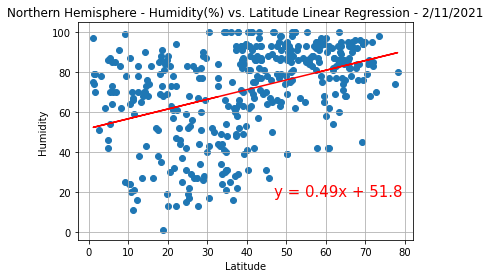 Northern Hemisphere - Humidity(%) vs. Latitude Linear Regression - 2/11/2021
100
80
60
40
20
0
Humidity
y = 0.49x + 51.8
0 10 20 30 40 50 60 70 80
Latitude